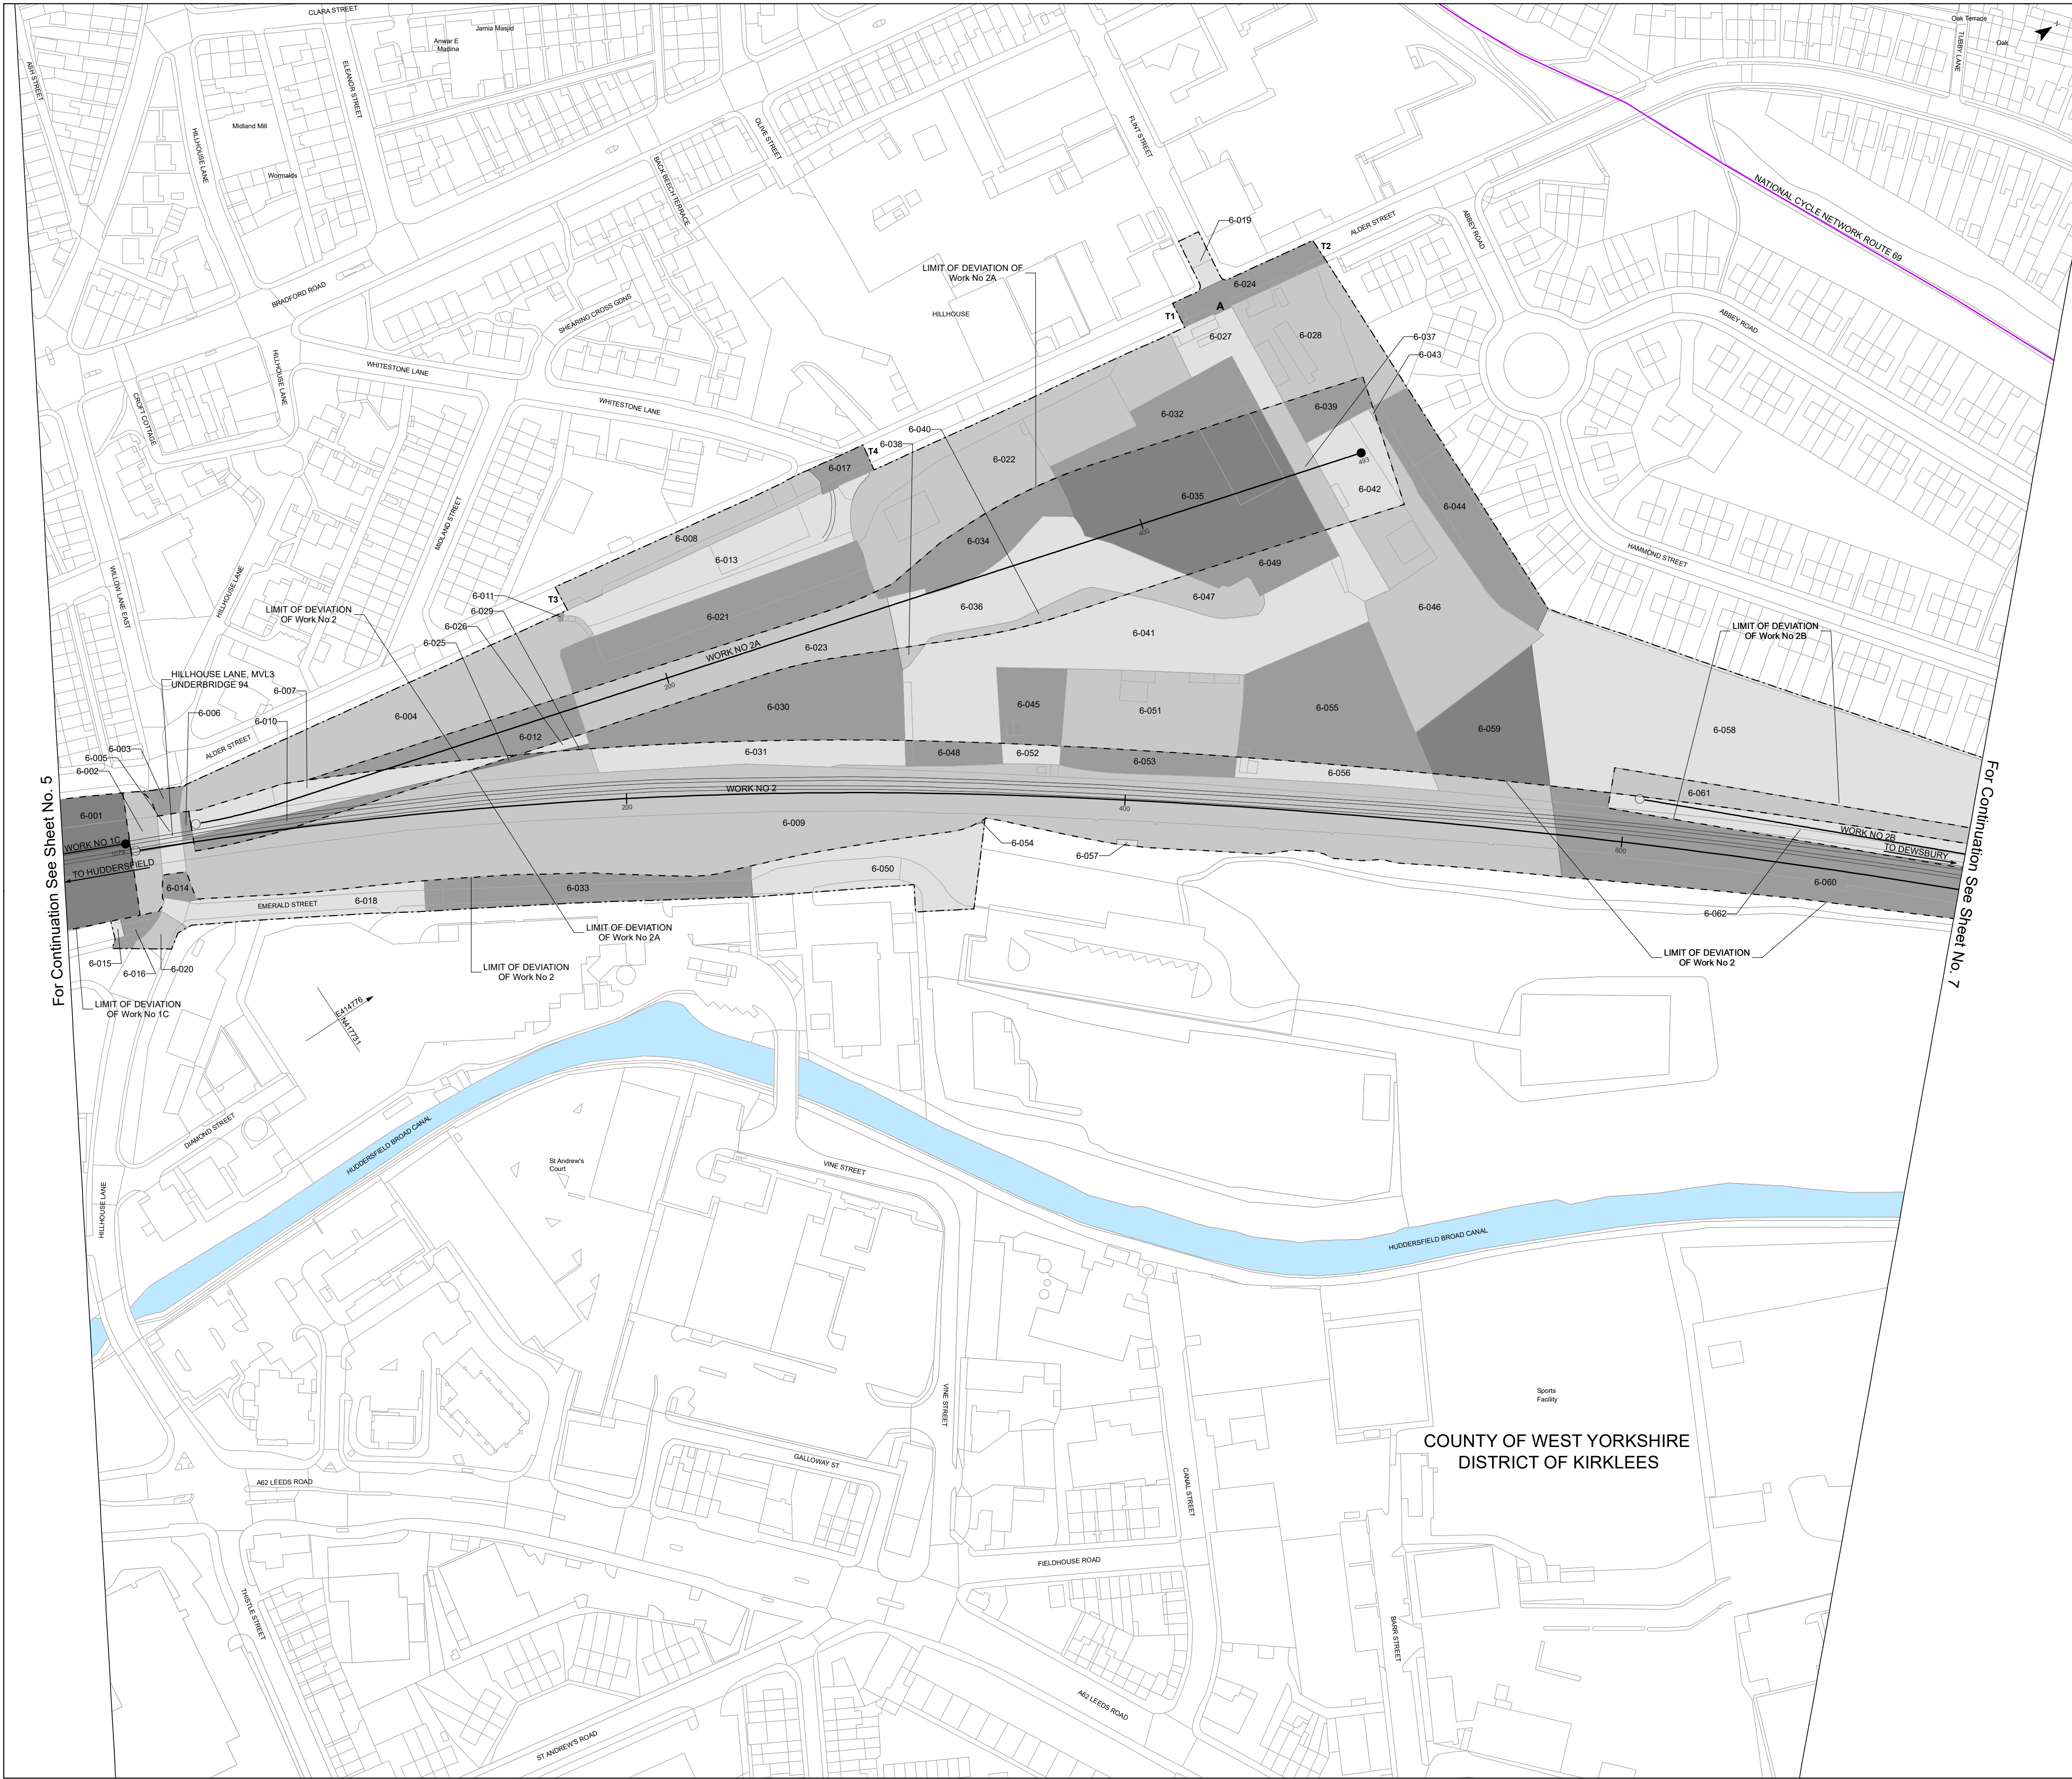 CLARA STREET
Oak Terrace
Jamia Masjid
Anwar E
Madina
Oak
TUBBY LANE
ASH STREET
ELEANOR STREET
Midland Mill
HILLHOUSE LANE
OLIVE STREET
FLINT STREET
BACK BEECH TERRACE
Wormalds
NATIONAL CYCLE NETWORK ROUTE 69
ALDER STREET
ABBEY ROAD
6-019
T2
LIMIT OF DEVIATION OF
Work No 2A
6-024
BRADFORD ROAD
SHEARING CROSS GDNS
HILLHOUSE
A
T1
ABBEY ROAD
6-027
6-028
6-037
6-043
WHITESTONE LANE
HILLHOUSE LANE
WHITESTONE LANE
CROFT COTTAGE
6-040
6-032
6-039
6-038
T4
6-017
6-022
493
6-042
6-035
6-044
400
MIDLAND STREET
6-008
6-034
6-013
HAMMOND STREET
6-049
WILLOW LANE EAST
HILLHOUSE LANE
6-011
T3
6-029
6-047
6-036
6-046
LIMIT OF DEVIATION
OF Work No 2
6-021
6-026
6-041
LIMIT OF DEVIATION
OF Work No 2B
6-025
WORK NO 2A
6-023
HILLHOUSE LANE, MVL3
UNDERBRIDGE 94
200
6-007
6-006
6-010
6-004
6-030
6-045
6-051
6-055
6-059
6-058
ALDER STREET
6-003
6-012
6-005
6-031
6-048
6-052
6-053
6-002
6-056
For Continuation See Sheet No. 5
For Continuation See Sheet No. 7
WORK NO 2
200
400
6-061
6-001
6-009
WORK NO 1C
1079
6-054
6-057
600
WORK NO 2B
TO DEWSBURY
TO HUDDERSFIELD
6-050
6-014
6-033
6-060
EMERALD STREET
6-018
6-062
LIMIT OF DEVIATION
OF Work No 2A
6-015
6-016
6-020
LIMIT OF DEVIATION
OF Work No 2
LIMIT OF DEVIATION
OF Work No 2
LIMIT OF DEVIATION
OF Work No 1C
E414776
N417731
DIAMOND STREET
HUDDERSFIELD BROAD CANAL
St Andrew's
Court
VINE STREET
HILLHOUSE LANE
HUDDERSFIELD BROAD CANAL
VINE STREET
Sports
Facility
COUNTY OF WEST YORKSHIRE
DISTRICT OF KIRKLEES
GALLOWAY ST
A62 LEEDS ROAD
CANAL STREET
FIELDHOUSE ROAD
THISTLE STREET
BARR STREET
A62 LEEDS ROAD
ST ANDREW'S ROAD